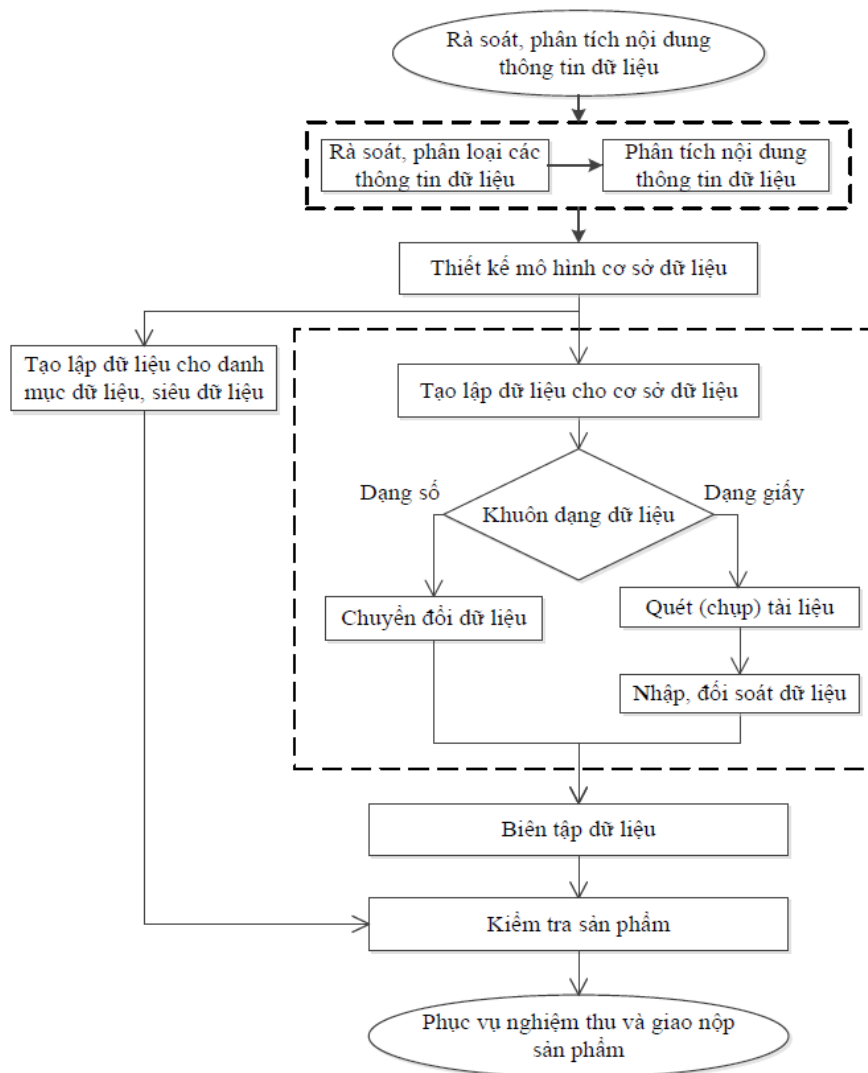 Rà soát, phân tích nội dung
thông tin dữ liệu
Rà soát, phân loại các
thông tin dữ liệu
Phân tích nội dung
thông tin dữ liệu
Thiết kế mô hình cơ sở dữ liệu
Tạo lập dữ liệu cho danh
mục dữ liệu, siêu dữ liệu
Tạo lập dữ liệu cho cơ sở dữ liệu
Dạng số
Khuôn dạng dữ liệu
Dạng giấy
Chuyển đổi dữ liệu
Quét (chụp) tài liệu
Nhập, đối soát dữ liệu
Biên tập dữ liệu
Kiểm tra sản phẩm
Phục vụ nghiệm thu và giao nộp
sản phẩm